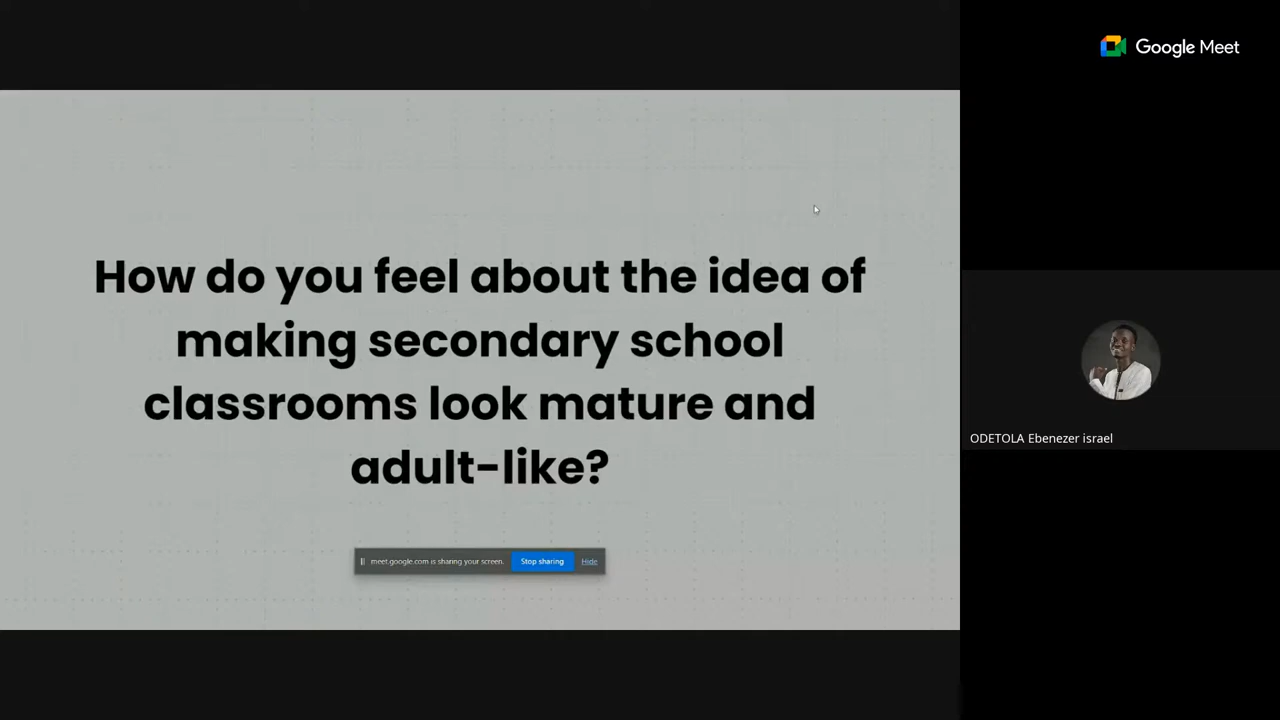 Google Meet
How do you feel about the idea of
making secondary school
classrooms look mature and
adult-like?
meet.google.com is sharing your screen. Stop sharing Hide
ODETOLA Ebenezer israel